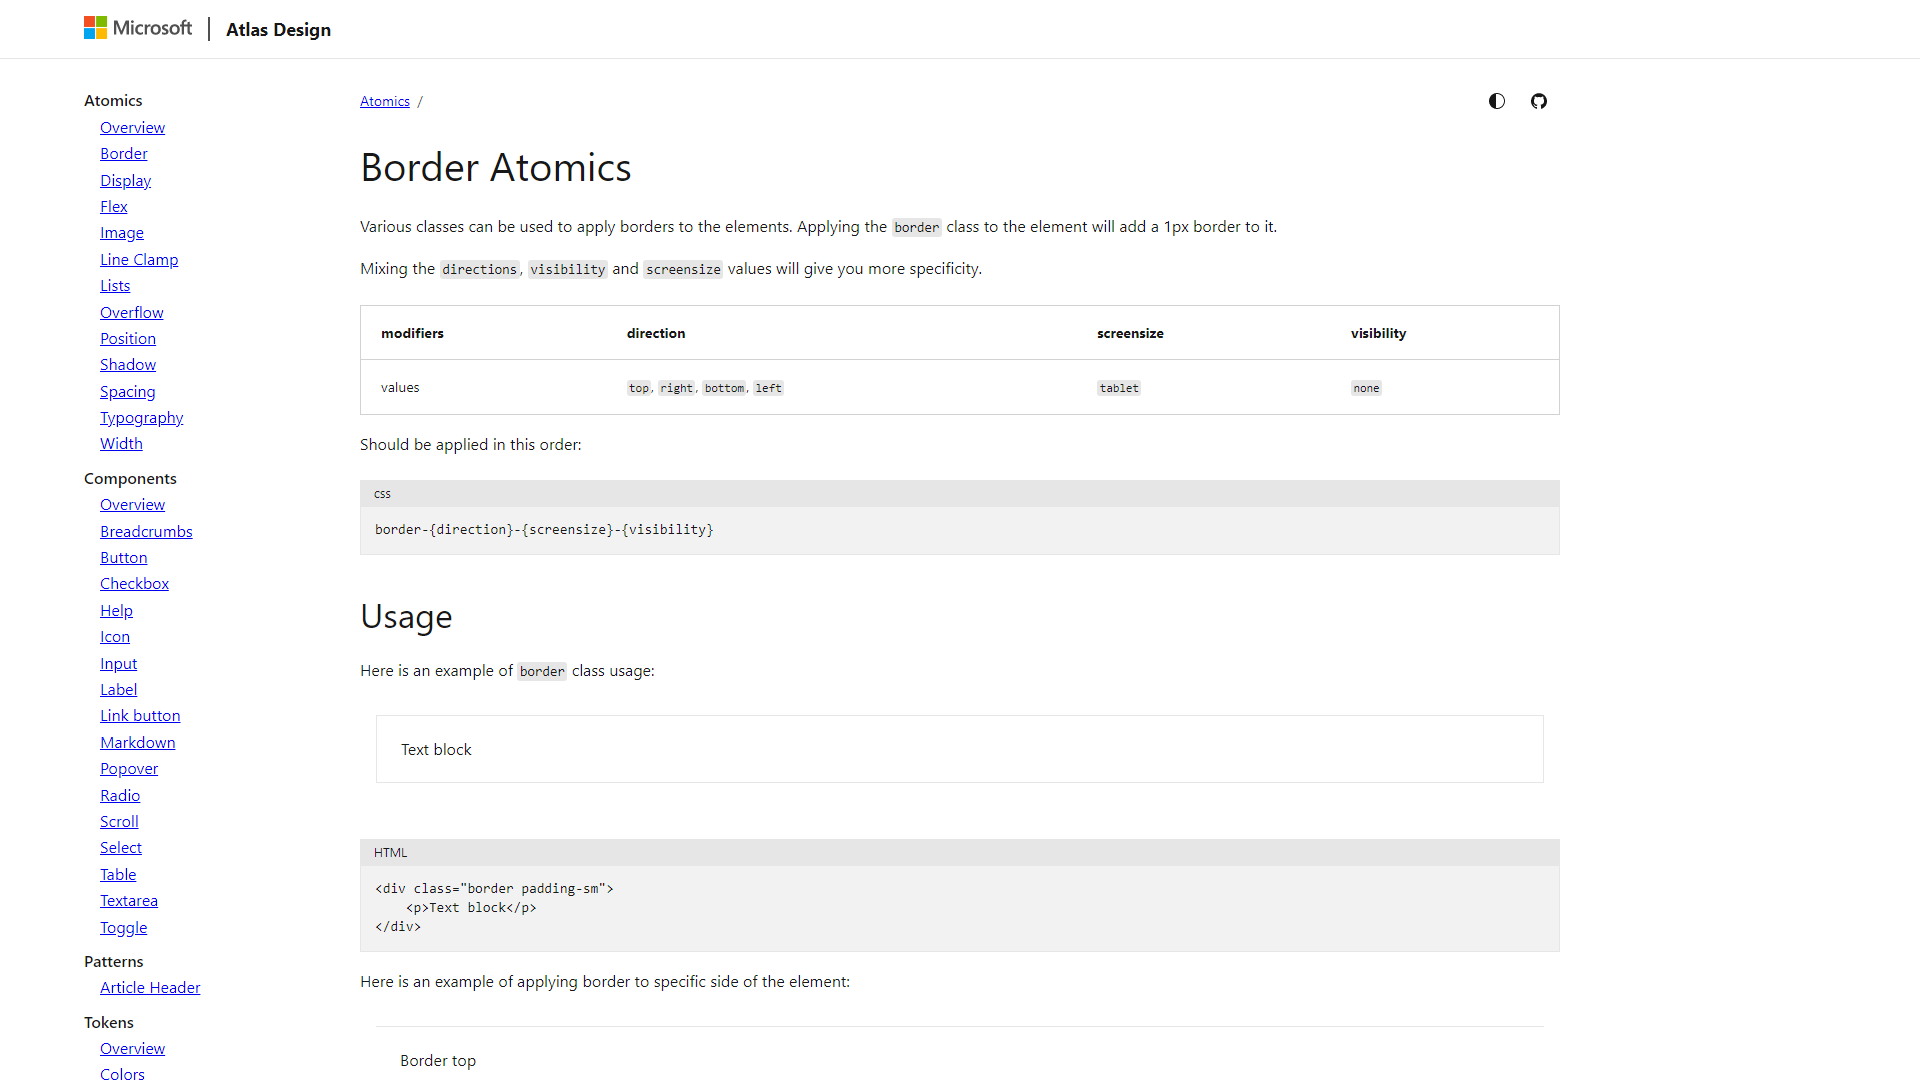 Microsoft
Atlas Design
Atomics
Overview
Border
Display
Flex
Image
Line Clamp
Lists
Overflow
Position
Shadow
Spacing
Typography
Width
Components
Overview
Breadcrumbs
Button
Checkbox
Help
Icon
Input
Label
Link button
Markdown
Popover
Radio
Scroll
Select
Table
Textarea
Toggle
Patterns
Article Header
Tokens
Overview
Colors
Atomics /
Border Atomics
Various classes can be used to apply borders to the elements. Applying the border class to the element will add a 1px border to it.
Mixing the directions, visibility and screensize values will give you more specificity.
modifiers direction screensize visibility
values top, right, bottom, left tablet none
Should be applied in this order:
css
border-{direction}-{screensize}-{visibility}
Usage
Here is an example of border class usage:
Text block
HTML
<div class="border padding-sm">
    <p>Text block</p>
</div>
Here is an example of applying border to specific side of the element:
Border top